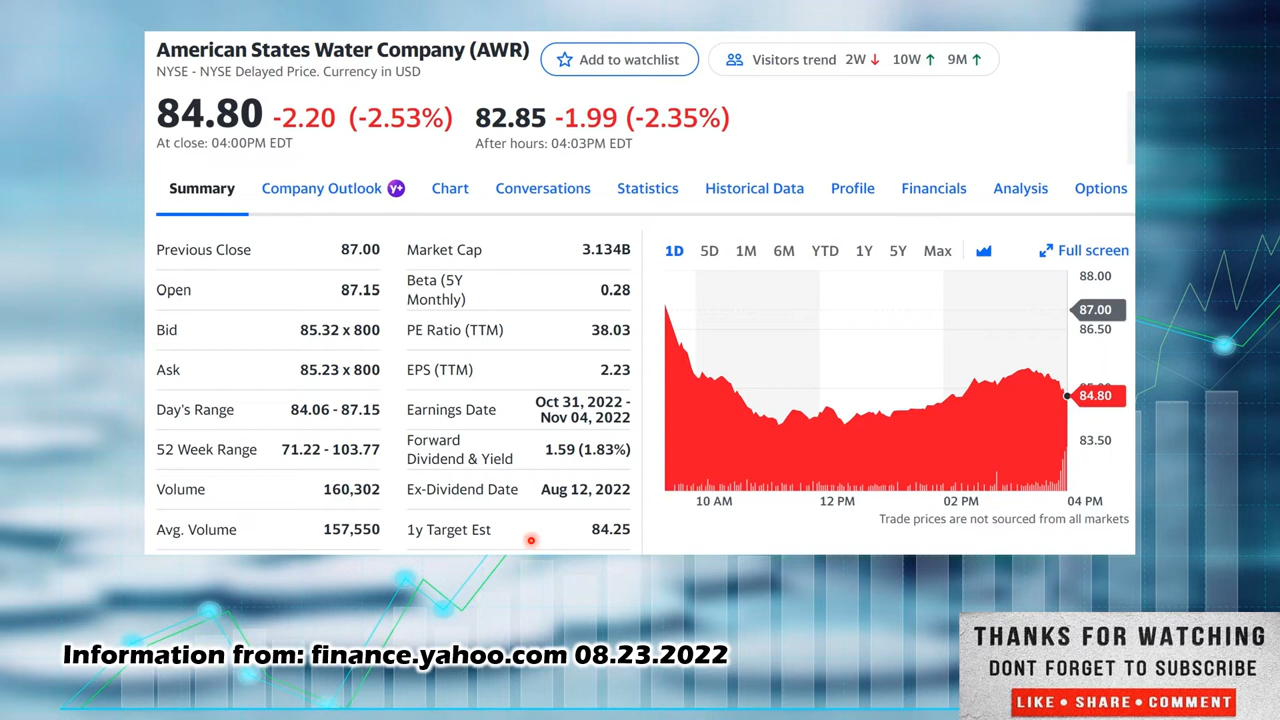 American States Water Company (AWR)
Add to watchlist
Visitors trend 2W ↓ 10W ↑ 9M ↑
NYSE - NYSE Delayed Price. Currency in USD
84.80 -2.20 (-2.53%)
At close: 04:00PM EDT
82.85 -1.99 (-2.35%)
After hours: 04:03PM EDT
Summary Company Outlook Y+ Chart Conversations Statistics Historical Data Profile Financials Analysis Options
Previous Close 87.00
Open 87.15
Bid 85.32 x 800
Ask 85.23 x 800
Day's Range 84.06 - 87.15
52 Week Range 71.22 - 103.77
Volume 160,302
Avg. Volume 157,550
Market Cap 3.134B
Beta (5Y
Monthly) 0.28
PE Ratio (TTM) 38.03
EPS (TTM) 2.23
Earnings Date Oct 31, 2022 -
Nov 04, 2022
Forward
Dividend & Yield 1.59 (1.83%)
Ex-Dividend Date Aug 12, 2022
1y Target Est 84.25
1D 5D 1M 6M YTD 1Y 5Y Max Full screen
88.00
87.00
86.50
84.80
83.50
10 AM 12 PM 02 PM 04 PM
Trade prices are not sourced from all markets
Information from: finance.yahoo.com 08.23.2022
THANKS FOR WATCHING
DONT FORGET TO SUBSCRIBE
LIKE • SHARE • COMMENT